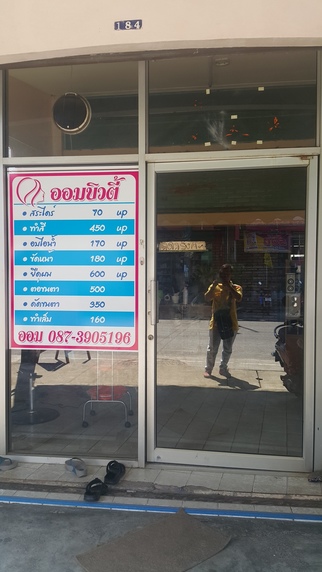 184
ออมบิวตี้
• สระไดร์ 70 up
• ทำสี 450 up
• อบไอน้ำ 170 up
• ขัดหน้า 180 up
• ยืดผม 600 up
500
• ดัดขนตา 350
• ทำเล็บ 160
ออม 087-3905196